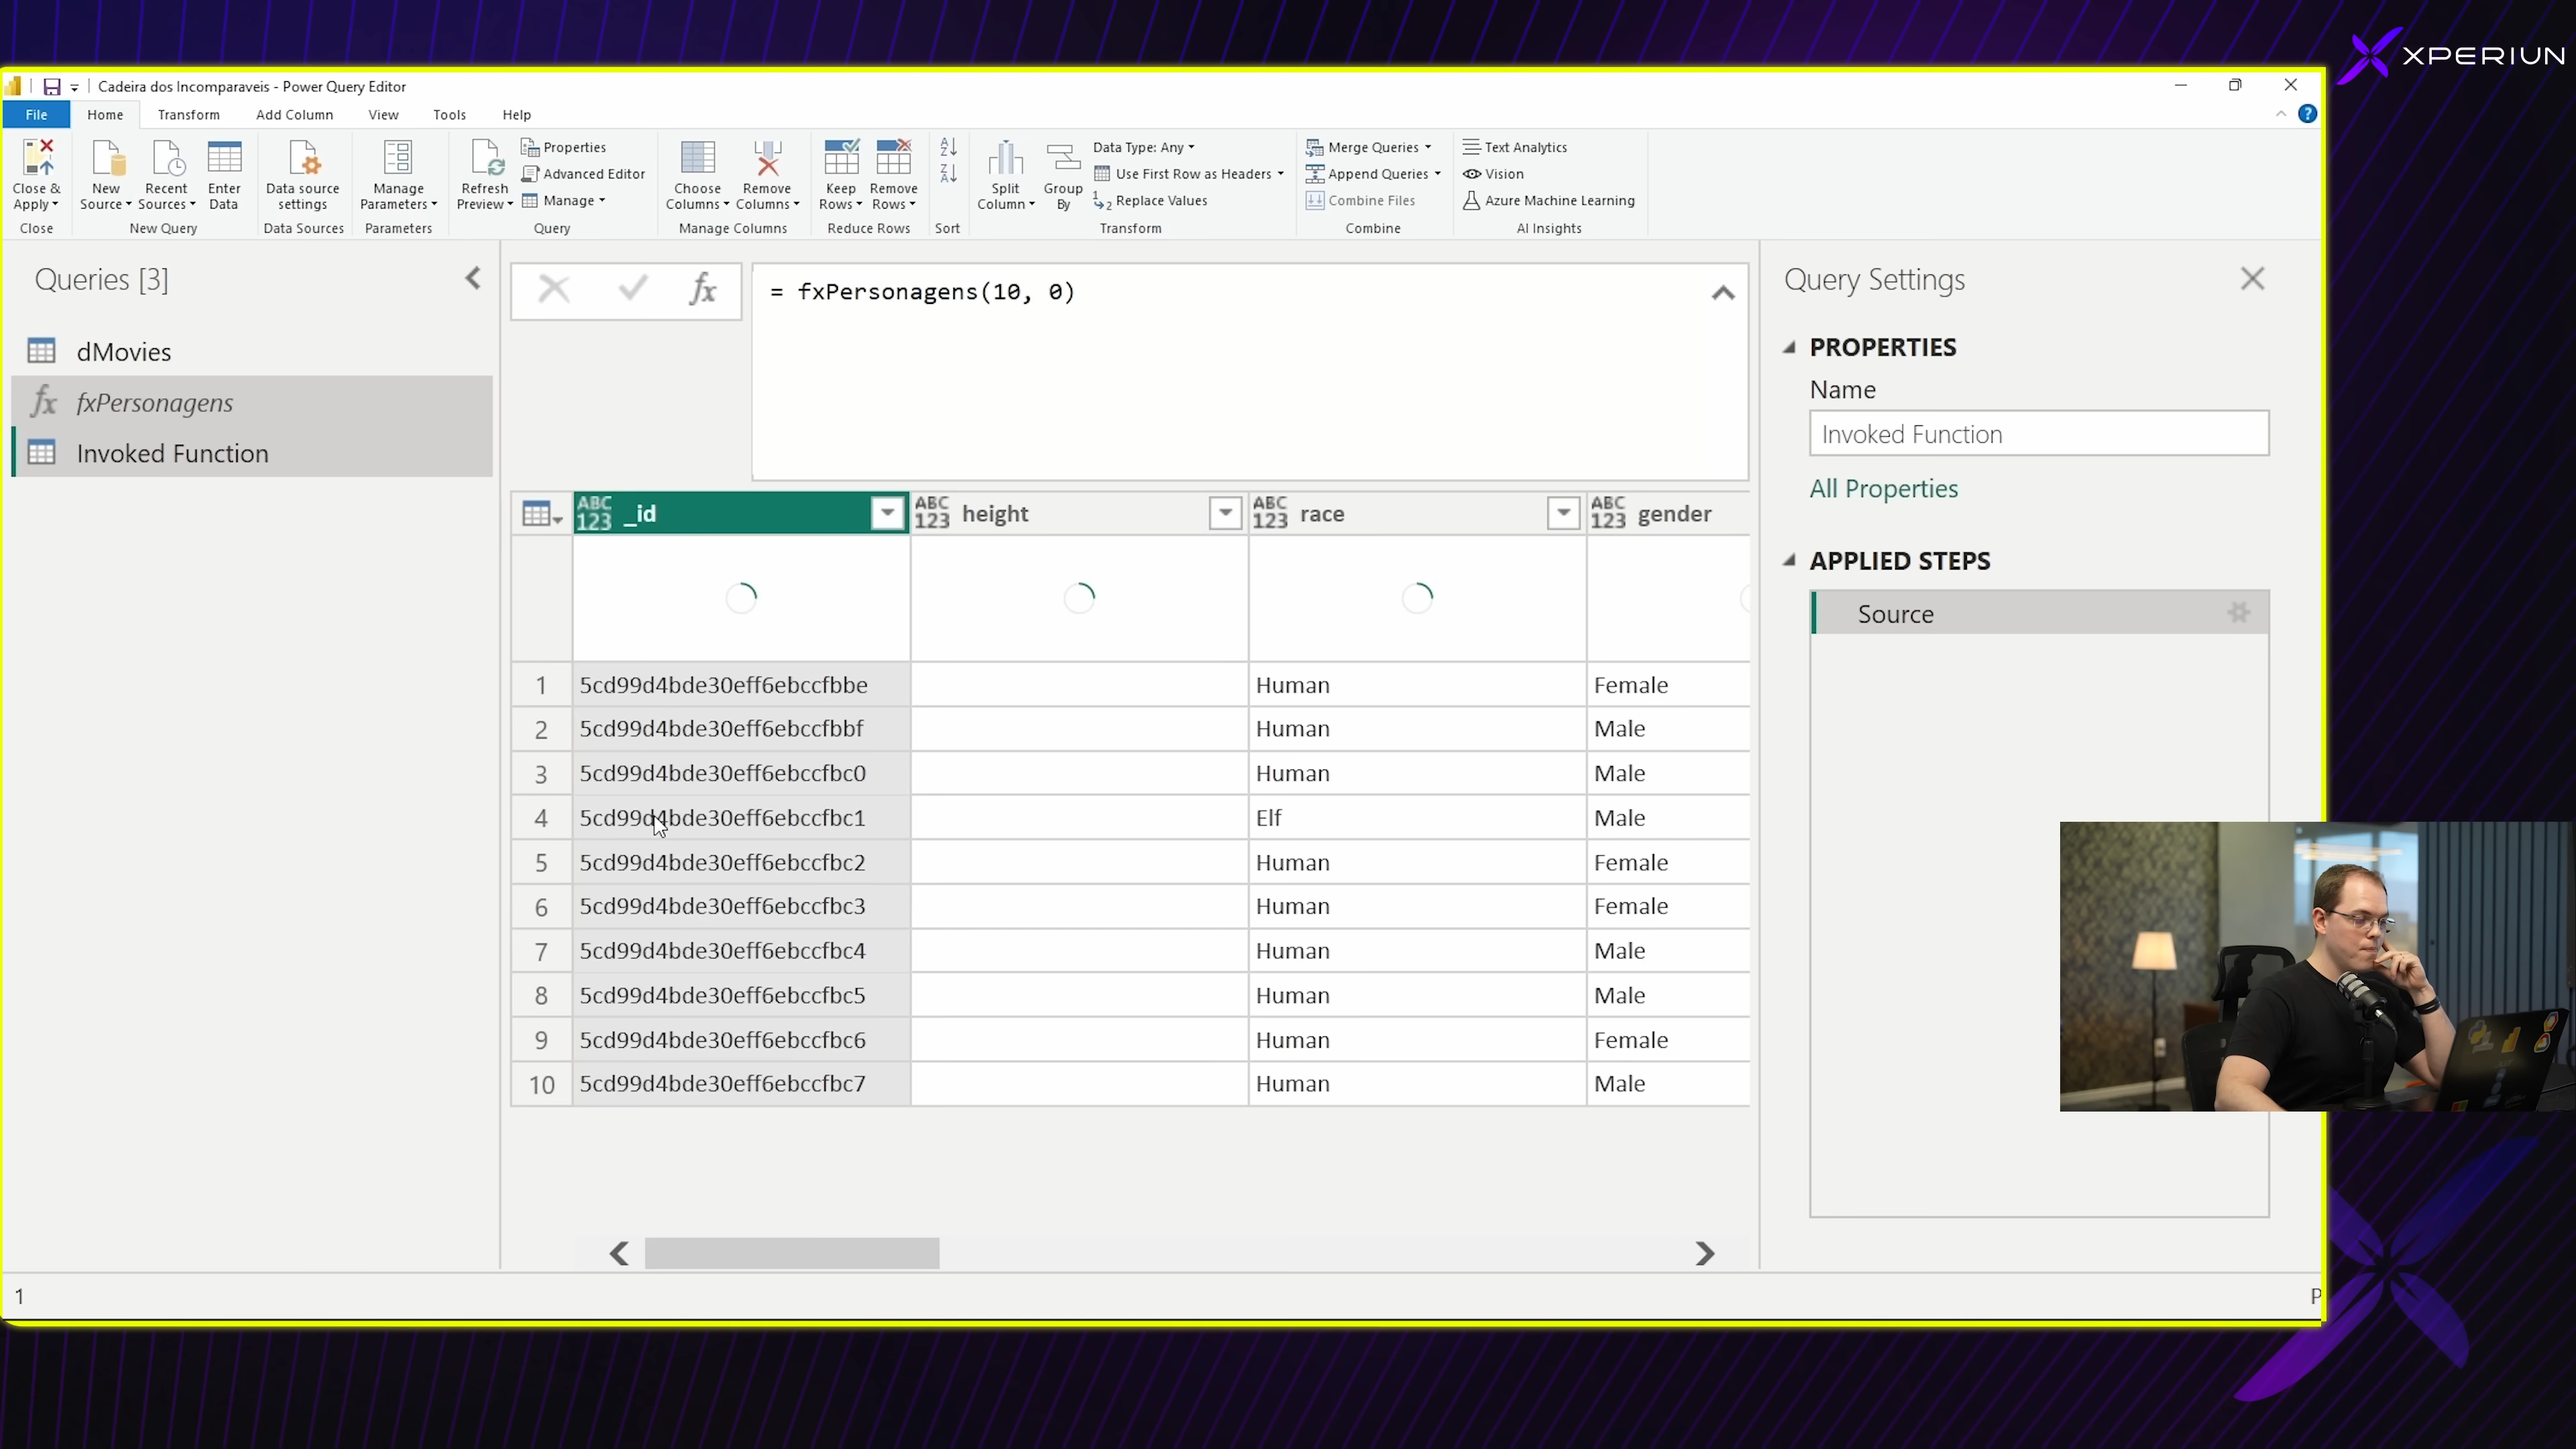 XPERIUN
Cadeira dos Incomparaveis - Power Query Editor
File Home Transform Add Column View Tools Help
Close & Apply
Close
New Source
Recent Sources
Enter Data
New Query
Data source settings
Data Sources
Manage Parameters
Parameters
Refresh Preview
Properties
Advanced Editor
Manage
Query
Choose Columns
Remove Columns
Manage Columns
Keep Rows
Remove Rows
Reduce Rows
Sort
Split Column
Group By
Data Type: Any
Use First Row as Headers
Replace Values
Transform
Merge Queries
Append Queries
Combine Files
Combine
Text Analytics
Vision
Azure Machine Learning
AI Insights
Queries [3]
dMovies
fxPersonagens
Invoked Function
= fxPersonagens(10, 0)
ABC 123 _id ABC 123 height ABC 123 race ABC 123 gender
1 5cd99d4bde30eff6ebccfbbe Human Female
2 5cd99d4bde30eff6ebccfbbf Human Male
3 5cd99d4bde30eff6ebccfbc0 Human Male
4 5cd99d4bde30eff6ebccfbc1 Elf Male
5 5cd99d4bde30eff6ebccfbc2 Human Female
6 5cd99d4bde30eff6ebccfbc3 Human Female
7 5cd99d4bde30eff6ebccfbc4 Human Male
8 5cd99d4bde30eff6ebccfbc5 Human Male
9 5cd99d4bde30eff6ebccfbc6 Human Female
10 5cd99d4bde30eff6ebccfbc7 Human Male
Query Settings
PROPERTIES
Name
Invoked Function
All Properties
APPLIED STEPS
Source
1
P